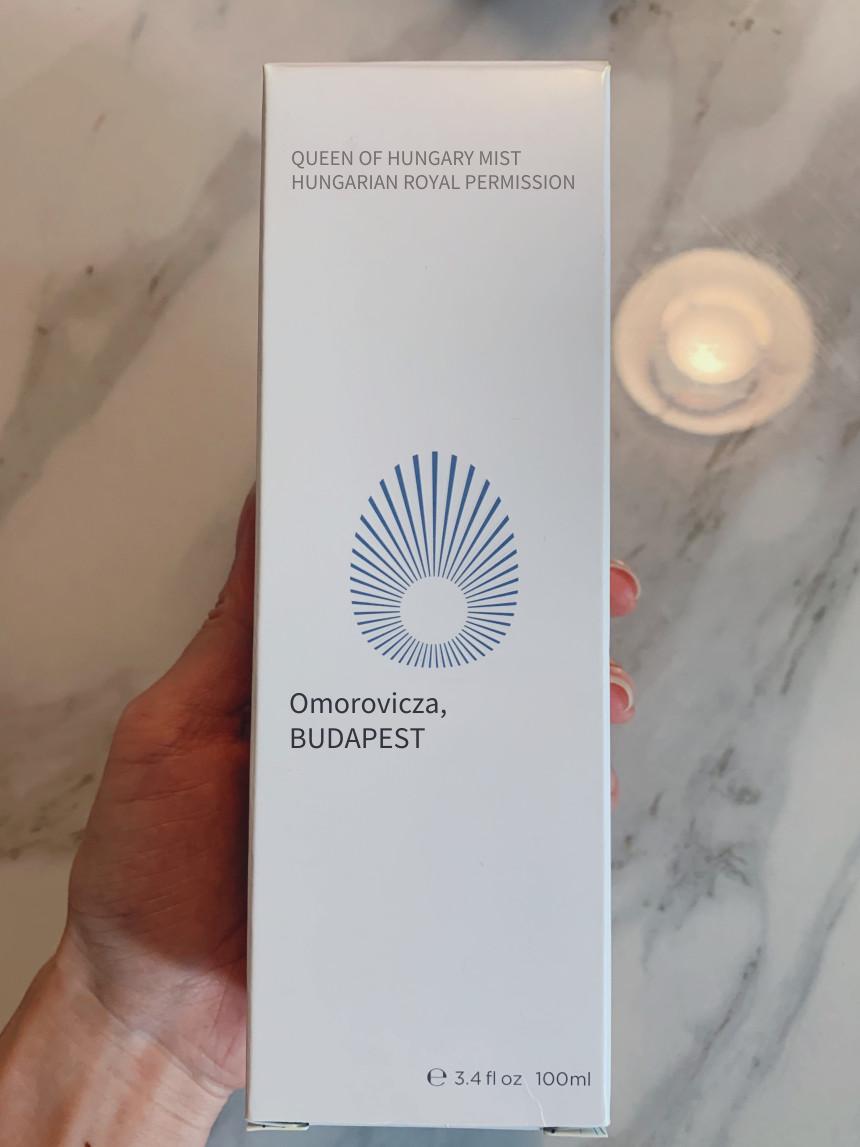 QUEEN OF HUNGARY MIST
HUNGARIAN ROYAL PERMISSION
Omorovicza,
BUDAPEST
℮ 3.4 fl oz 100ml